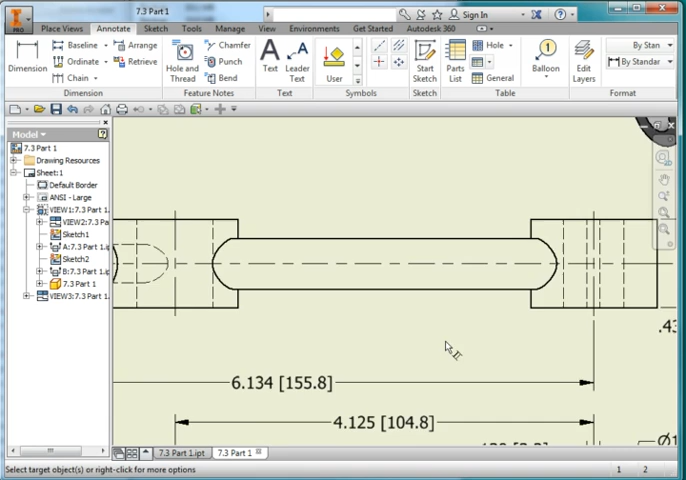 7.3 Part 1
Sign In
PRO
Place Views Annotate Sketch Tools Manage View Environments Get Started Autodesk 360
Dimension
Baseline
Ordinate
Chain
Arrange
Retrieve
Dimension
Hole and Thread
Chamfer
Punch
Bend
Feature Notes
Text
Leader Text
Text
User
Symbols
Start Sketch
Sketch
Parts List
Hole
General
Table
1
Balloon
Edit Layers
By Stan
By Standar
Format
Model
7.3 Part 1
Drawing Resources
Sheet:1
Default Border
ANSI - Large
VIEW1:7.3 Part 1.
VIEW2:7.3 Pa
Sketch1
A:7.3 Part 1.i
Sketch2
B:7.3 Part 1.i
7.3 Part 1
VIEW3:7.3 Part 1.
.43
6.134 [155.8]
4.125 [104.8]
Ø1
7.3 Part 1.ipt 7.3 Part 1
Select target object(s) or right-click for more options 1 2